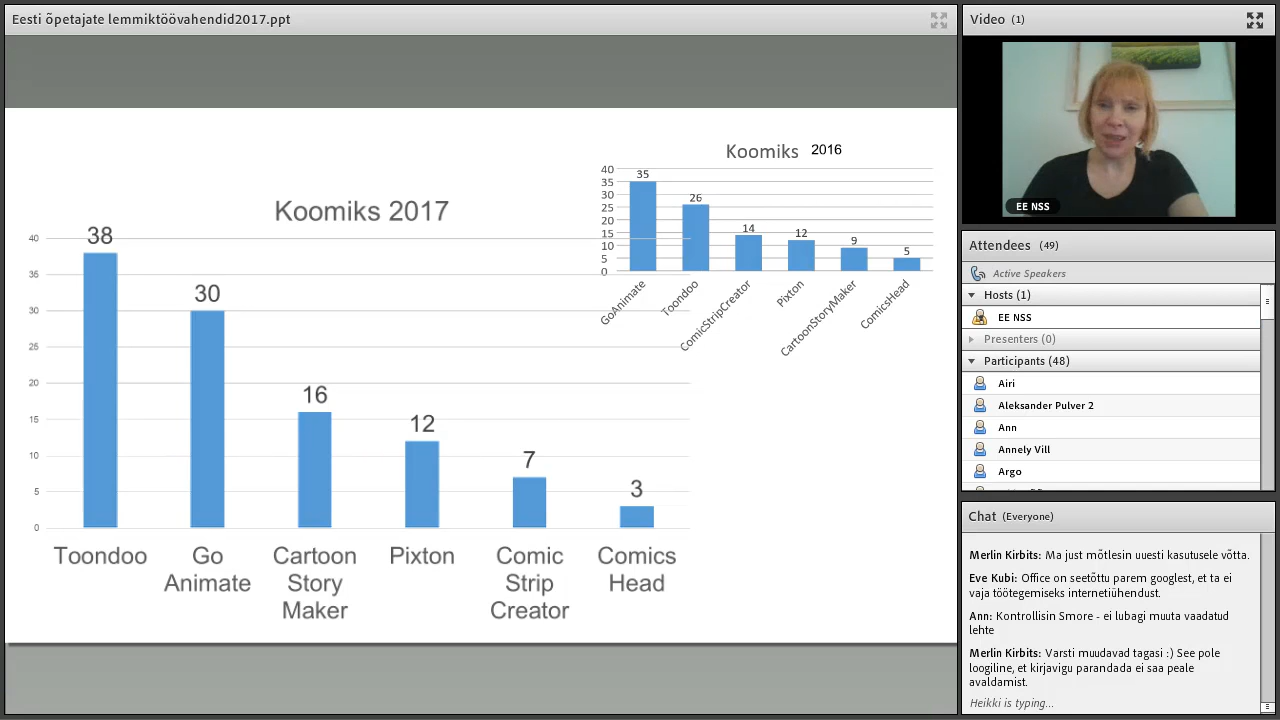 Eesti õpetajate lemmiktöövahendid2017.ppt
Koomiks 2016
40
35
30
25
20
15
10
5
0
35
26
14
12
9
5
GoAnimate
Toondoo
ComicStripCreator
Pixton
CartoonStoryMaker
ComicsHead
Koomiks 2017
40
35
30
25
20
15
10
5
0
38
30
16
12
7
3
Toondoo
Go
Animate
Cartoon
Story
Maker
Pixton
Comic
Strip
Creator
Comics
Head
Video (1)
EE NSS
Attendees (49)
Active Speakers
Hosts (1)
EE NSS
Presenters (0)
Participants (48)
Airi
Aleksander Pulver 2
Ann
Annely Vill
Argo
Chat (Everyone)
Merlin Kirbits: Ma just mõtlesin uuesti kasutusele võtta.
Eve Kubi: Office on seetõttu parem googlest, et ta ei
vaja töötegemiseks internetiühendust.
Ann: Kontrollisin Smore - ei lubagi muuta vaadatud
lehte
Merlin Kirbits: Varsti muudavad tagasi :) See pole
loogiline, et kirjavigu parandada ei saa peale
avaldamist.
Heikki is typing...